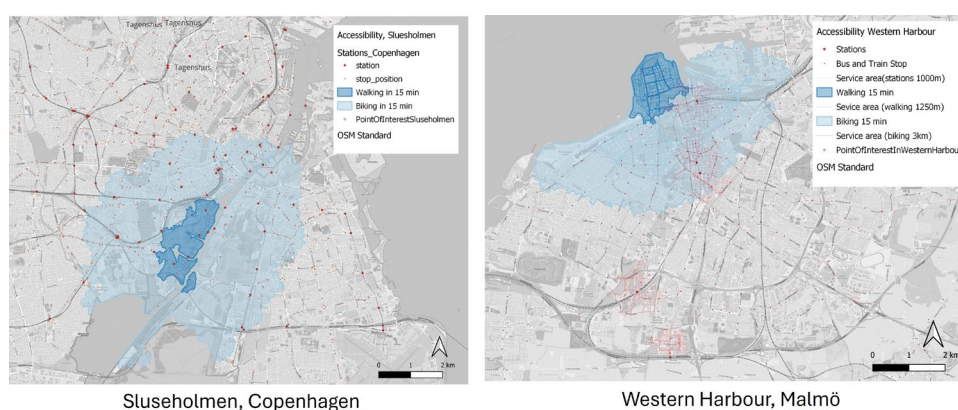 Tagenshus Tagenshus
Tagenshus
Accessibility, Sluesholmen
Stations_Copenhagen
station
stop_position
Walking in 15 min
Biking in 15 min
PointOfInterestSluseholmen
OSM Standard
0 1 2 km
Sluseholmen, Copenhagen
Accessibility Western Harbour
Stations
Bus and Train Stop
Service area(stations 1000m)
Walking 15 min
Sevice area (walking 1250m)
Biking 15 min
Service area (biking 3km)
PointOfInterestInWesternHarbou
OSM Standard
0 1 2 km
Western Harbour, Malmö